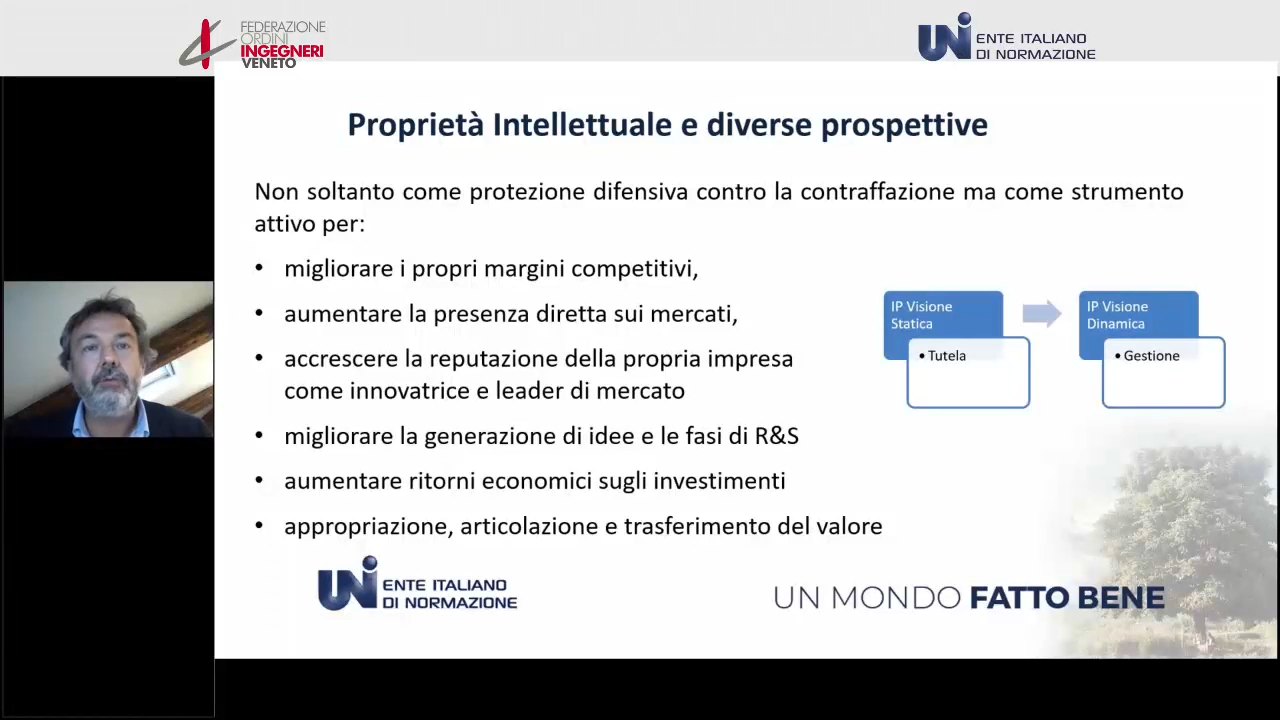 FEDERAZIONE
ORDINI
INGEGNERI
VENETO
UNI ENTE ITALIANO
DI NORMAZIONE
Proprietà Intellettuale e diverse prospettive
Non soltanto come protezione difensiva contro la contraffazione ma come strumento
attivo per:
• migliorare i propri margini competitivi,
• aumentare la presenza diretta sui mercati,
• accrescere la reputazione della propria impresa
come innovatrice e leader di mercato
• migliorare la generazione di idee e le fasi di R&S
• aumentare ritorni economici sugli investimenti
• appropriazione, articolazione e trasferimento del valore
IP Visione
Statica
• Tutela
IP Visione
Dinamica
• Gestione
UNI ENTE ITALIANO
DI NORMAZIONE
UN MONDO FATTO BENE